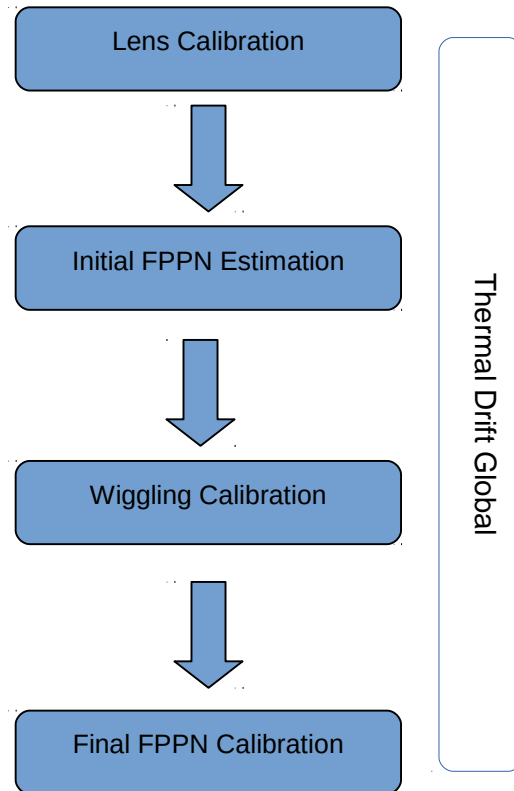 Lens Calibration
Initial FPPN Estimation
Wiggling Calibration
Final FPPN Calibration
Thermal Drift Global